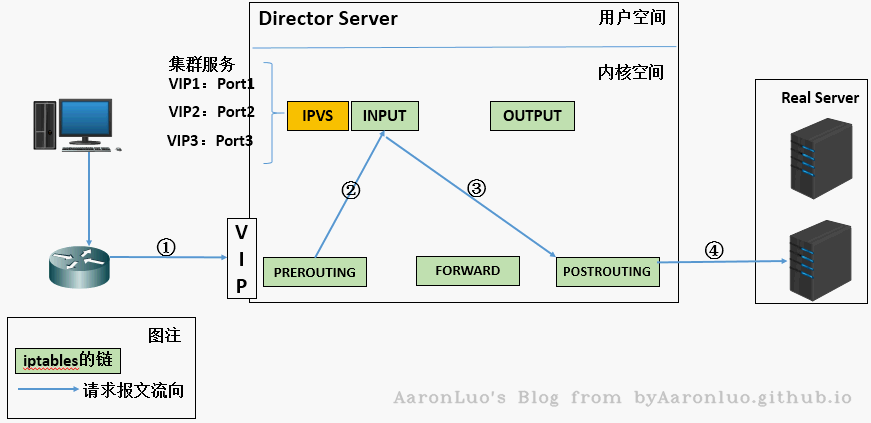 Director Server
用户空间
集群服务
内核空间
VIP1：Port1
VIP2：Port2
VIP3：Port3
IPVS
INPUT
OUTPUT
Real Server
②
③
①
④
V
I
P
PREROUTING
FORWARD
POSTROUTING
图注
iptables的链
请求报文流向
AaronLuo's Blog from byAaronluo.github.io